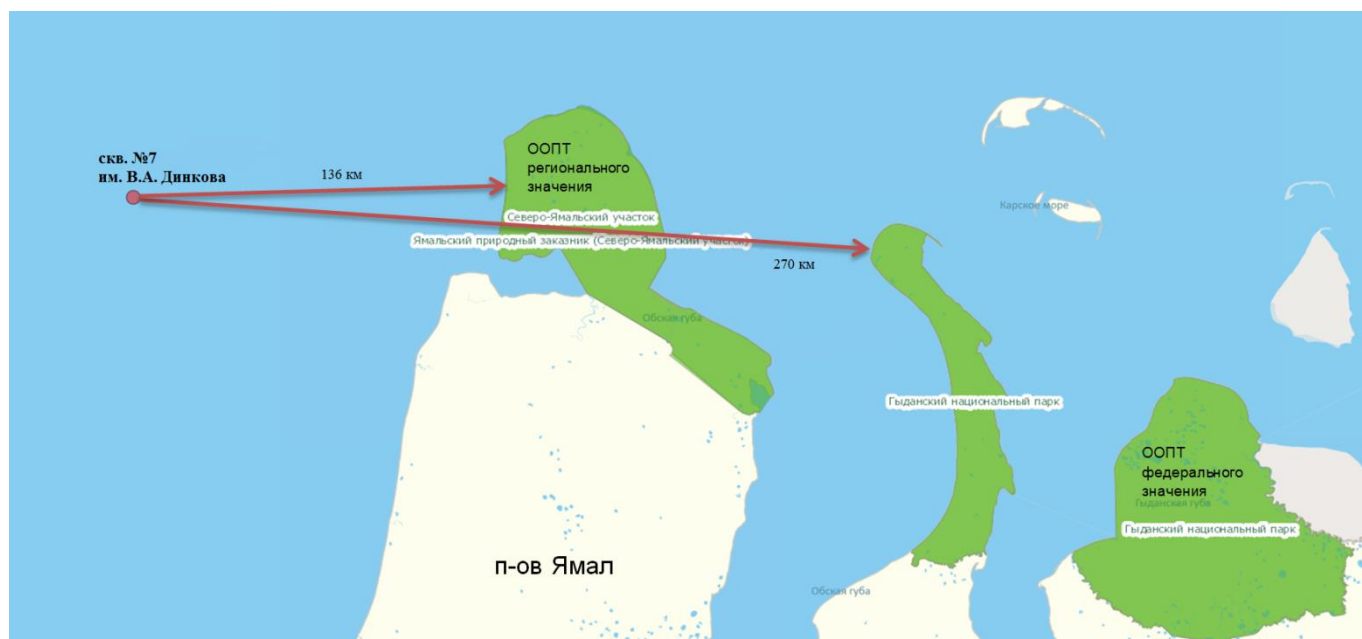 скв. №7
им. В.А. Динкова
136 км
ООПТ
регионального
значения
Северо-Ямальский участок
Ямальский природный заказник (Северо-Ямальский участок)
270 км
Карское море
Обская губа
Гыданский национальный парк
ООПТ
федерального
значения
Гыданская губа
Гыданский национальный парк
п-ов Ямал
Обская губа